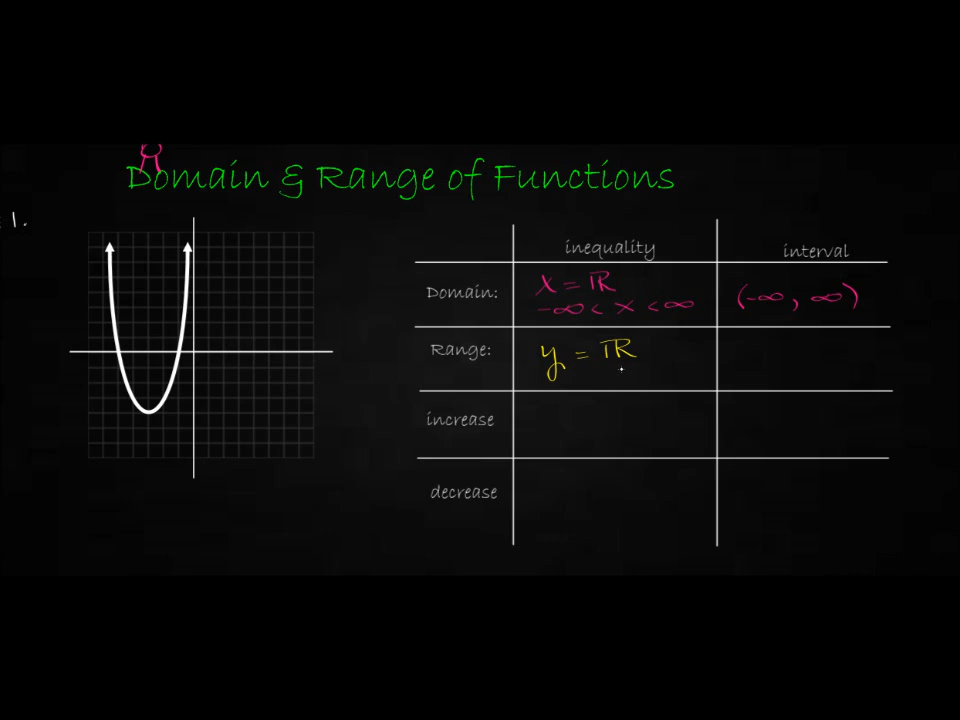 Domain & Range of Functions
1.
inequality interval
Domain: x = ℝ (-∞, ∞)
-∞ < x < ∞
Range: y = ℝ
increase
decrease